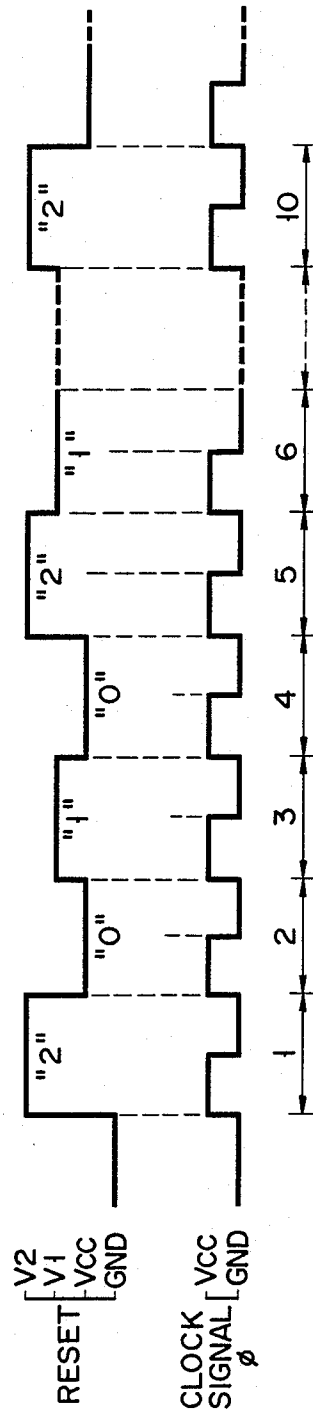 RESET
V2
V1
VCC
GND
"2"
"0"
"1"
"0"
"2"
"1"
"2"
CLOCK
SIGNAL
ø
VCC
GND
1
2
3
4
5
6
10